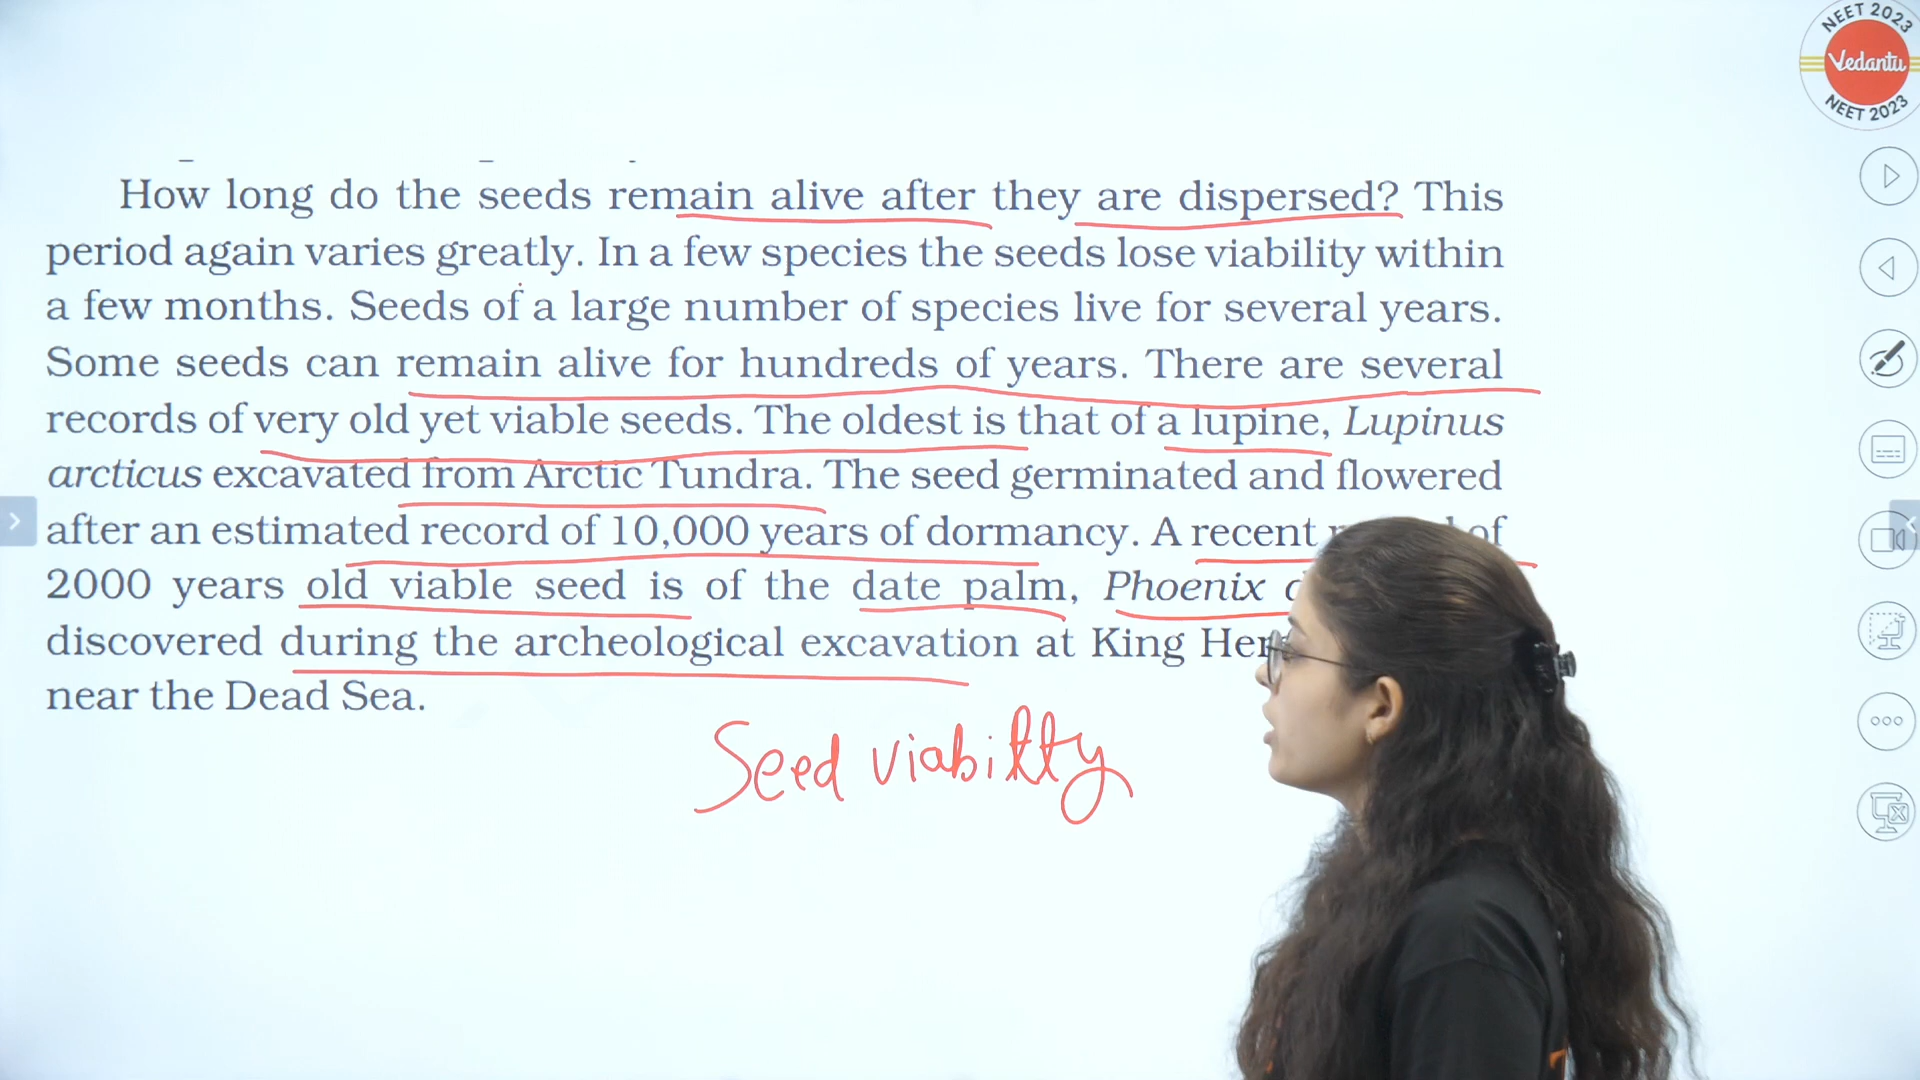 NEET 2023
Vedantu
NEET 2023
How long do the seeds remain alive after they are dispersed? This
period again varies greatly. In a few species the seeds lose viability within
a few months. Seeds of a large number of species live for several years.
Some seeds can remain alive for hundreds of years. There are several
records of very old yet viable seeds. The oldest is that of a lupine, Lupinus
arcticus excavated from Arctic Tundra. The seed germinated and flowered
after an estimated record of 10,000 years of dormancy. A recent of
2000 years old viable seed is of the date palm, Phoenix
discovered during the archeological excavation at King
near the Dead Sea.
Seed viability